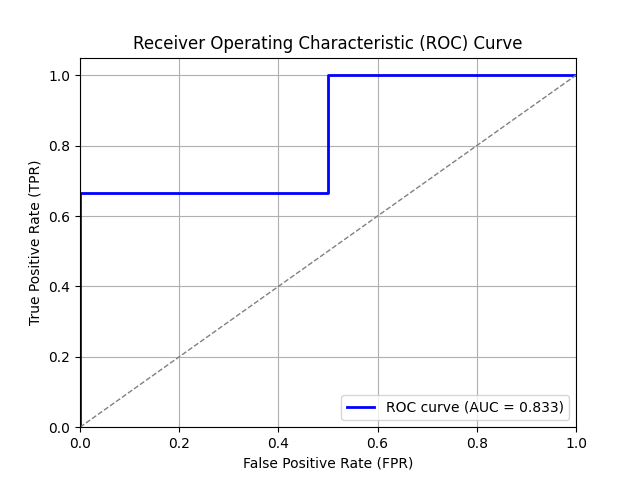 Receiver Operating Characteristic (ROC) Curve
True Positive Rate (TPR)
1.0
0.8
0.6
0.4
0.2
0.0
ROC curve (AUC = 0.833)
0.0 0.2 0.4 0.6 0.8 1.0
False Positive Rate (FPR)